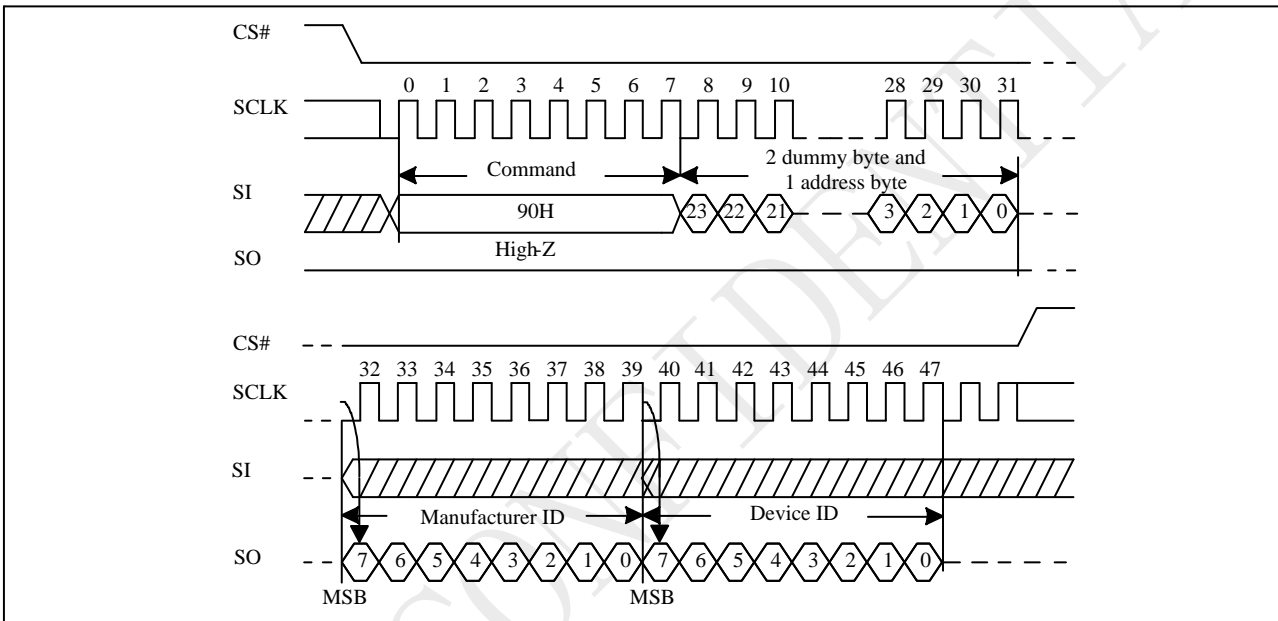 CS#
0 1 2 3 4 5 6 7 8 9 10 28 29 30 31
SCLK
Command
2 dummy byte and
1 address byte
SI
90H 23 22 21 3 2 1 0
High-Z
SO
CS#
32 33 34 35 36 37 38 39 40 41 42 43 44 45 46 47
SCLK
SI
Manufacturer ID Device ID
SO
7 6 5 4 3 2 1 0 7 6 5 4 3 2 1 0
MSB MSB
CONFIDENTIA